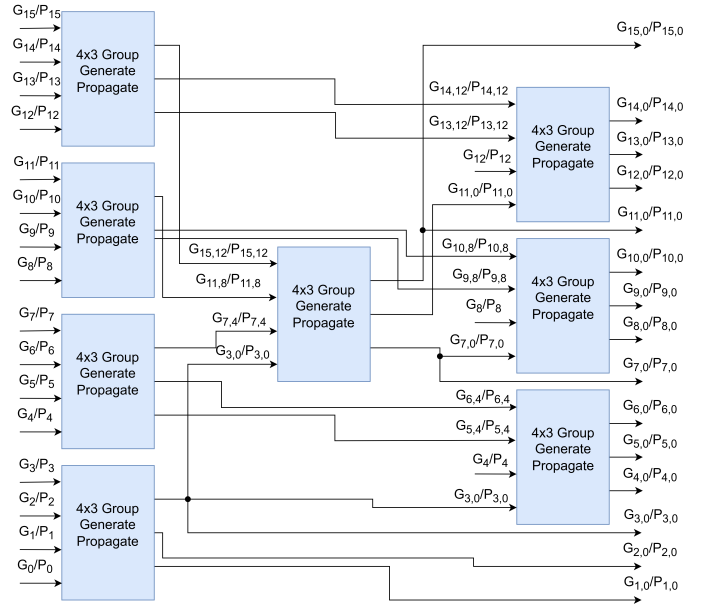 G15/P15
G14/P14
G13/P13
G12/P12
4x3 Group
Generate
Propagate
G11/P11
G10/P10
G9/P9
G8/P8
4x3 Group
Generate
Propagate
G7/P7
G6/P6
G5/P5
G4/P4
4x3 Group
Generate
Propagate
G3/P3
G2/P2
G1/P1
G0/P0
4x3 Group
Generate
Propagate
G15,12/P15,12
G11,8/P11,8
G7,4/P7,4
G3,0/P3,0
4x3 Group
Generate
Propagate
G14,12/P14,12
G13,12/P13,12
G12/P12
G11,0/P11,0
4x3 Group
Generate
Propagate
G10,8/P10,8
G9,8/P9,8
G8/P8
G7,0/P7,0
4x3 Group
Generate
Propagate
G6,4/P6,4
G5,4/P5,4
G4/P4
G3,0/P3,0
4x3 Group
Generate
Propagate
G15,0/P15,0
G14,0/P14,0
G13,0/P13,0
G12,0/P12,0
G11,0/P11,0
G10,0/P10,0
G9,0/P9,0
G8,0/P8,0
G7,0/P7,0
G6,0/P6,0
G5,0/P5,0
G4,0/P4,0
G3,0/P3,0
G2,0/P2,0
G1,0/P1,0